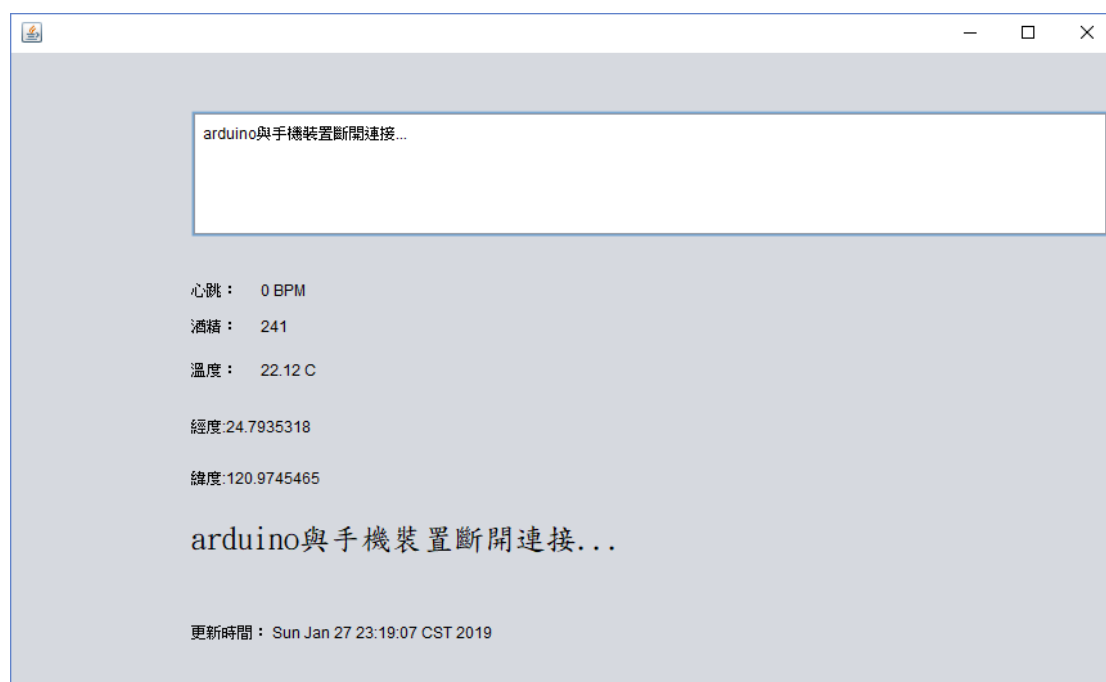 arduino與手機裝置斷開連接...
心跳： 0 BPM
酒精： 241
溫度： 22.12 C
經度:24.7935318
緯度:120.9745465
arduino與手機裝置斷開連接...
更新時間： Sun Jan 27 23:19:07 CST 2019